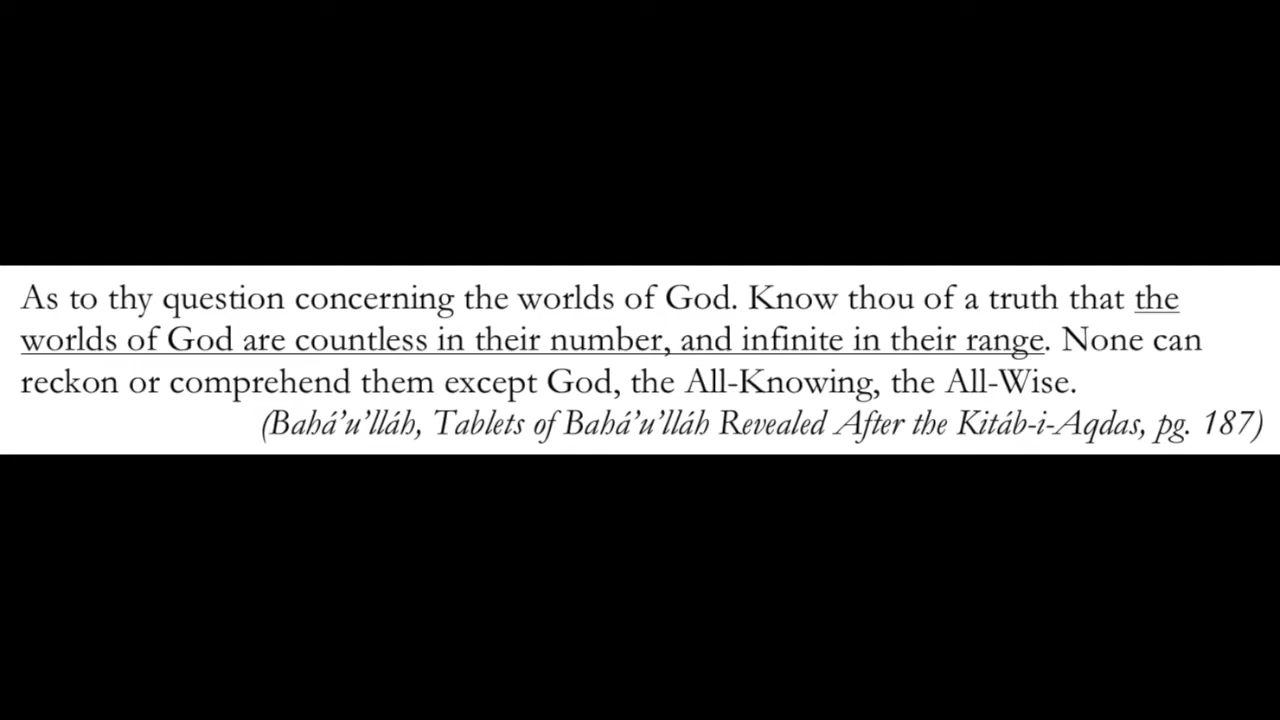 As to thy question concerning the worlds of God. Know thou of a truth that the
worlds of God are countless in their number, and infinite in their range. None can
reckon or comprehend them except God, the All-Knowing, the All-Wise.
(Bahá’u’lláh, Tablets of Bahá’u’lláh Revealed After the Kitáb-i-Aqdas, pg. 187)